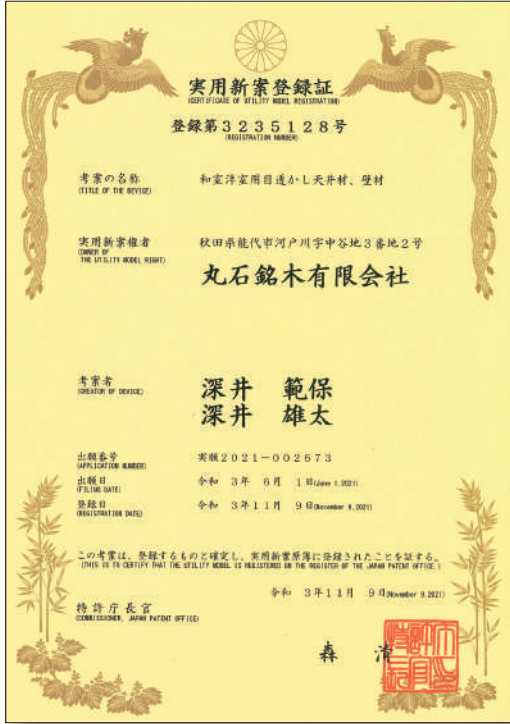 実用新案登録証
(CERTIFICATE OF UTILITY MODEL REGISTRATION)
登録第3235128号
(REGISTRATION NUMBER)
考案の名称
(TITLE OF THE DEVICE)
和室洋室用目透かし天井材、壁材
実用新案権者
(OWNER OF
THE UTILITY MODEL RIGHT)
秋田県能代市河戸川字中谷地3番地2号
丸石銘木有限会社
考案者
(CREATOR OF DEVICE)
深井 範保
深井 雄太
出願番号
(APPLICATION NUMBER)
実願2021-002673
出願日
(FILING DATE)
令和 3年 6月 1日(June 1,2021)
登録日
(REGISTRATION DATE)
令和 3年11月 9日(November 9,2021)
この考案は、登録するものと確定し、実用新案原簿に登録されたことを証する。
(THIS IS TO CERTIFY THAT THE UTILITY MODEL IS REGISTERED ON THE REGISTER OF THE JAPAN PATENT OFFICE.)
令和 3年11月 9日(November 9,2021)
特許庁長官
(COMMISSIONER, JAPAN PATENT OFFICE)
森 清